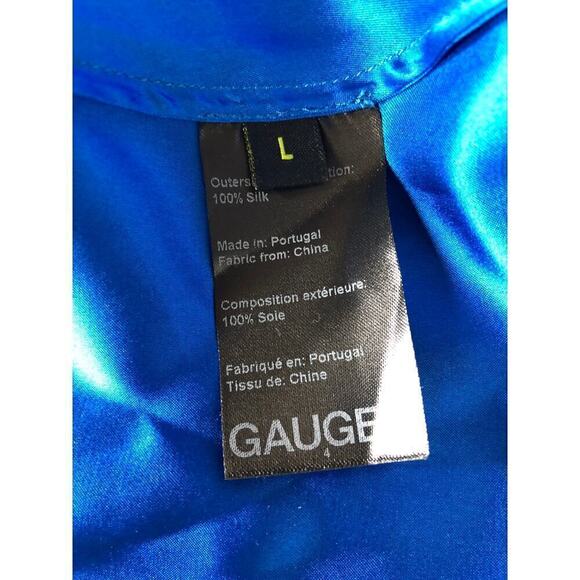 L
100% Silk
Made in: Portugal
Fabric from: China
Composition extérieure:
100% Soie
Fabriqué en: Portugal
Tissu de: Chine
GAUGE
4